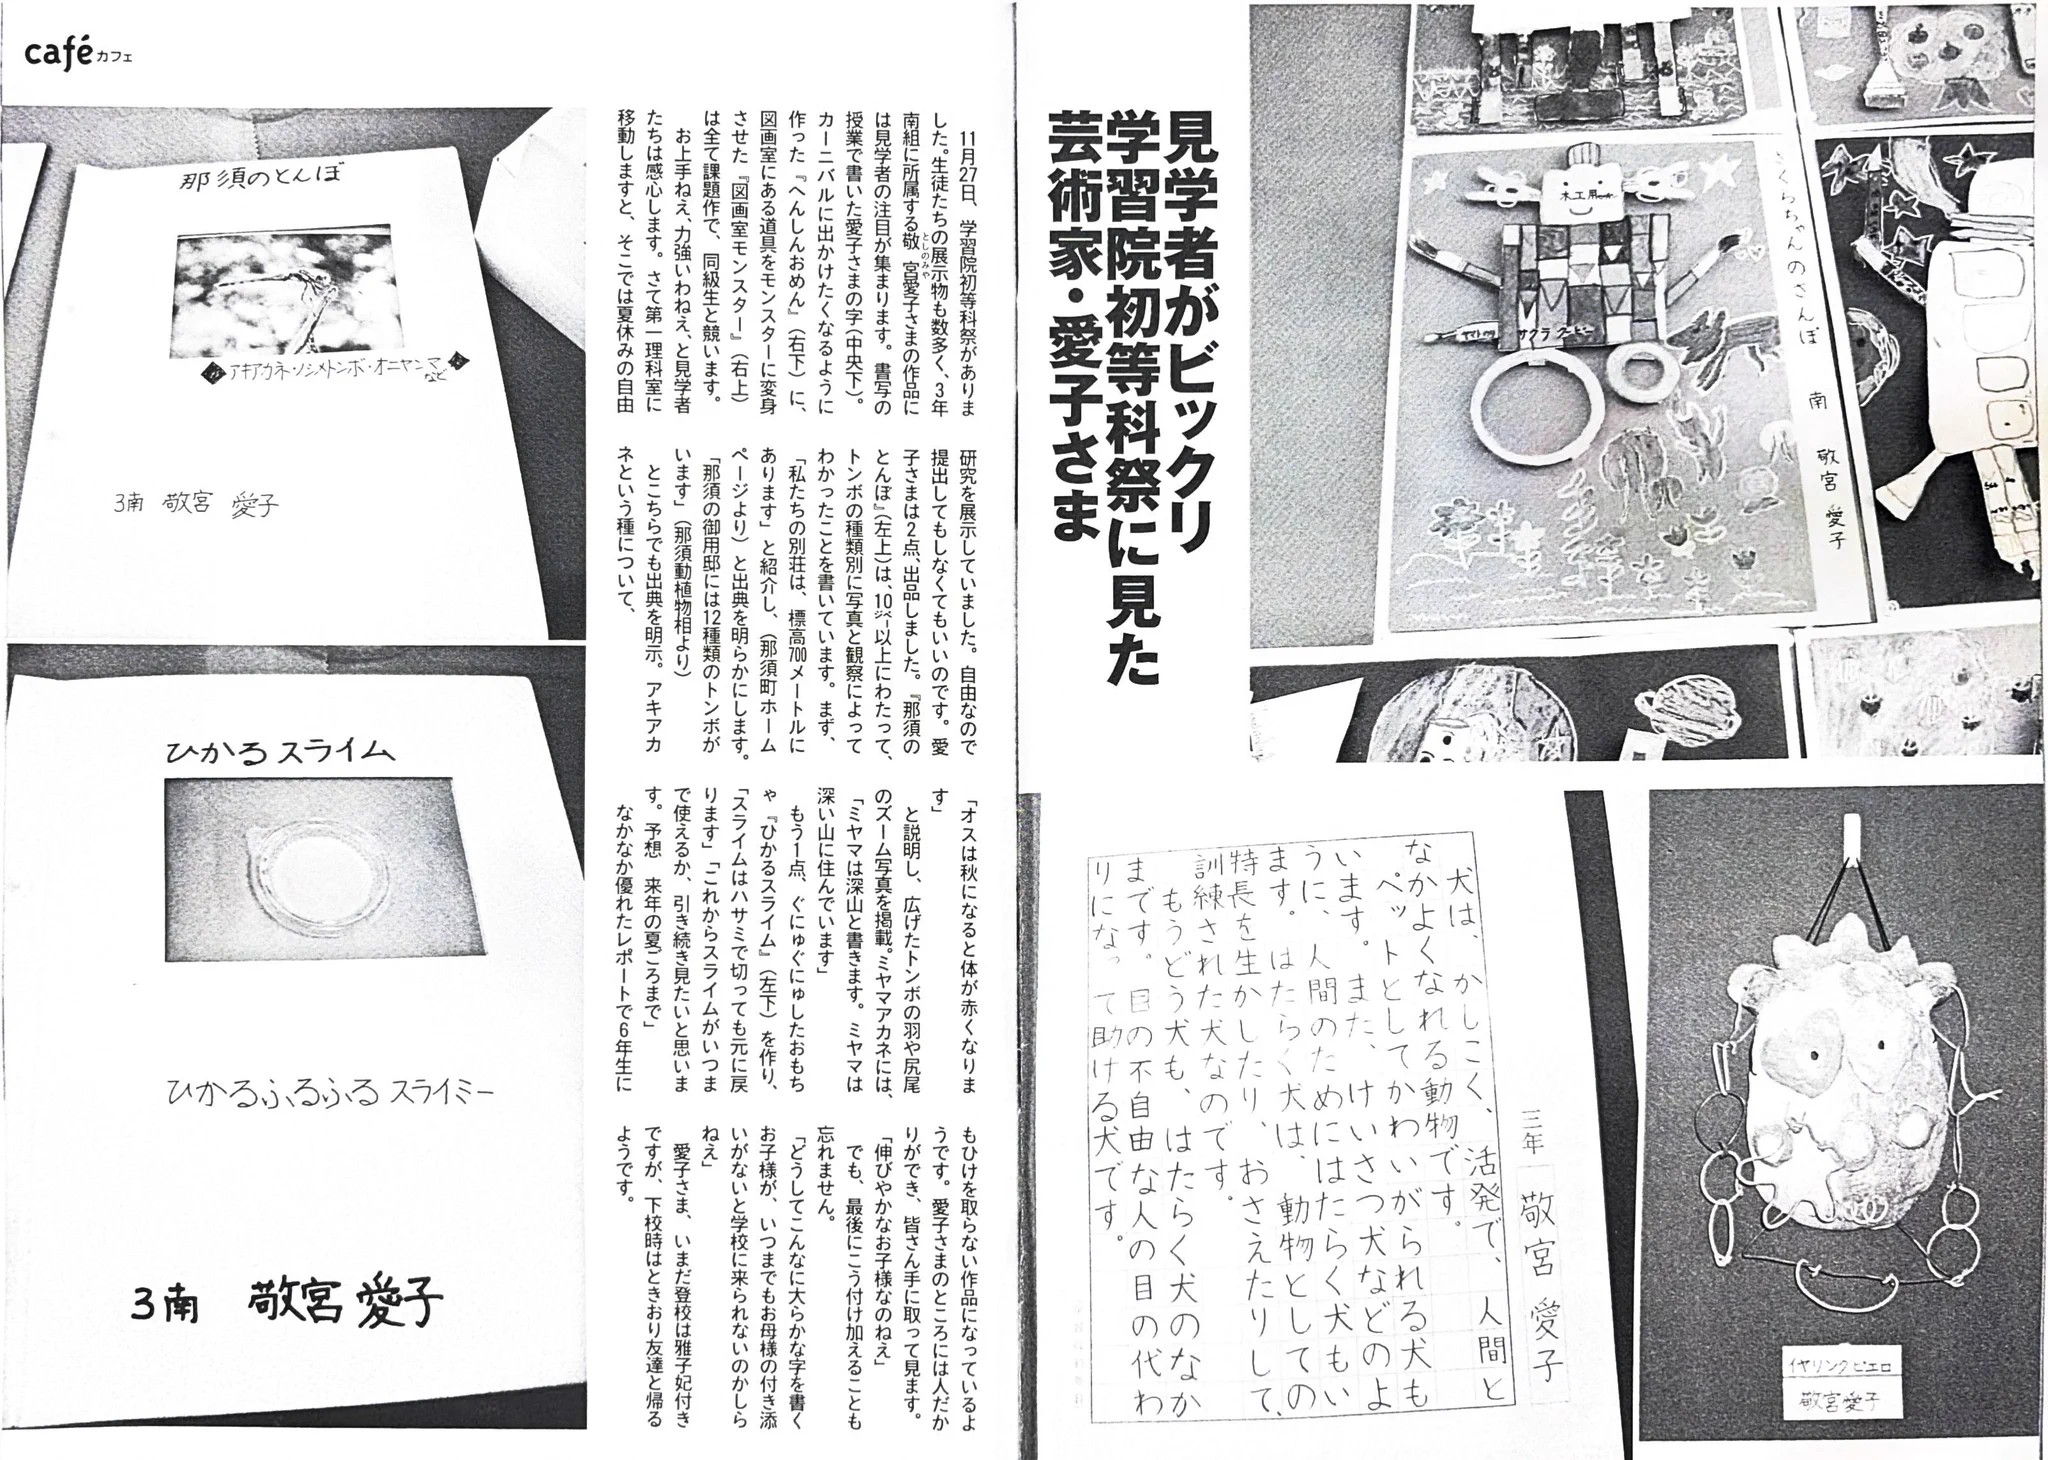 café カフェ
見学者がビックリ
学習院初等科祭に見た
芸術家・愛子さま
11月27日、学習院初等科祭がありま
した。生徒たちの展示物も数多く、3年
南組に所属する敬宮愛子さまの作品に
としのみや
は見学者の注目が集まります。書写の
授業で書いた愛子さまの字(中央下)。
カーニバルに出かけたくなるように
作った『へんしんおめん』(右下)に、
図画室にある道具をモンスターに変身
させた『図画室モンスター』(右上)
は全て課題作で、同級生と競います。
お上手ねえ、力強いわねえ、と見学者
たちは感心します。さて第一理科室に
移動しますと、そこでは夏休みの自由
研究を展示していました。自由なので
提出してもしなくてもいいのです。愛
子さまは2点、出品しました。『那須の
とんぼ』(左上)は、10㌻以上にわたって、
トンボの種類別に写真と観察によって
わかったことを書いています。まず、
「私たちの別荘は、標高700メートルに
あります」と紹介し、(那須町ホーム
ページより)と出典を明らかにします。
「那須の御用邸には12種類のトンボが
います」(那須動植物相より)
とこちらでも出典を明示。アキアカ
ネという種について、
「オスは秋になると体が赤くなりま
す」
と説明し、広げたトンボの羽や尻尾
のズーム写真を掲載。ミヤマアカネには、
「ミヤマは深山と書きます。ミヤマは
深い山に住んでいます」
もう1点、ぐにゅぐにゅしたおもち
ゃ『ひかるスライム』(左下)を作り、
「スライムはハサミで切っても元に戻
ります」「これからスライムがいつま
で使えるか、引き続き見たいと思いま
す。予想　来年の夏ごろまで」
なかなか優れたレポートで6年生に
もひけを取らない作品になっているよ
うです。愛子さまのところには人だか
りができ、皆さん手に取って見ます。
「伸びやかなお子様なのねえ」
でも、最後にこう付け加えることも
忘れません。
「どうしてこんなに大らかな字を書く
お子様が、いつまでもお母様の付き添
いがないと学校に来られないのかしら
ねえ」
愛子さま、いまだ登校は雅子妃付き
ですが、下校時はときおり友達と帰る
ようです。
那須のとんぼ
アキアカネ・ノシメトンボ・オニヤンマ
など
3南　敬宮　愛子
ひかるスライム
ひかるふるふるスライミー
3南　敬宮 愛子
さくらちゃんのさんぽ　南　敬宮　愛子
木工用
ヤマト
サクラ クーピー
三年　敬宮　愛子
犬は、かしこく、活発で、人間と
なかよくなれる動物です。
ペットとしてかわいがられる犬も
います。また、けいさつ犬などのよ
うに、人間のためにはたらく犬もい
ます。はたらく犬は、動物としての
特長を生かしたり、おさえたりして、
訓練された犬なのです。
もうどう犬も、はたらく犬のなか
まです。目の不自由な人の目の代わ
りになって助ける犬です。
イヤリングピエロ
敬宮愛子